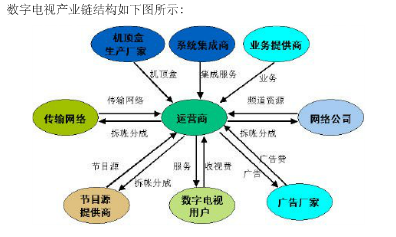 数字电视产业链结构如下图所示:
机顶盒
生产厂家
系统集成商
业务提供商
机顶盒
集成服务
业务
传输网络
频道资源
传输网络
运营商
网络公司
拆账分成
拆账分成
节目源
服务
收视费
广告费
拆账分成
广告
节目源
提供商
数字电视
用户
广告厂家